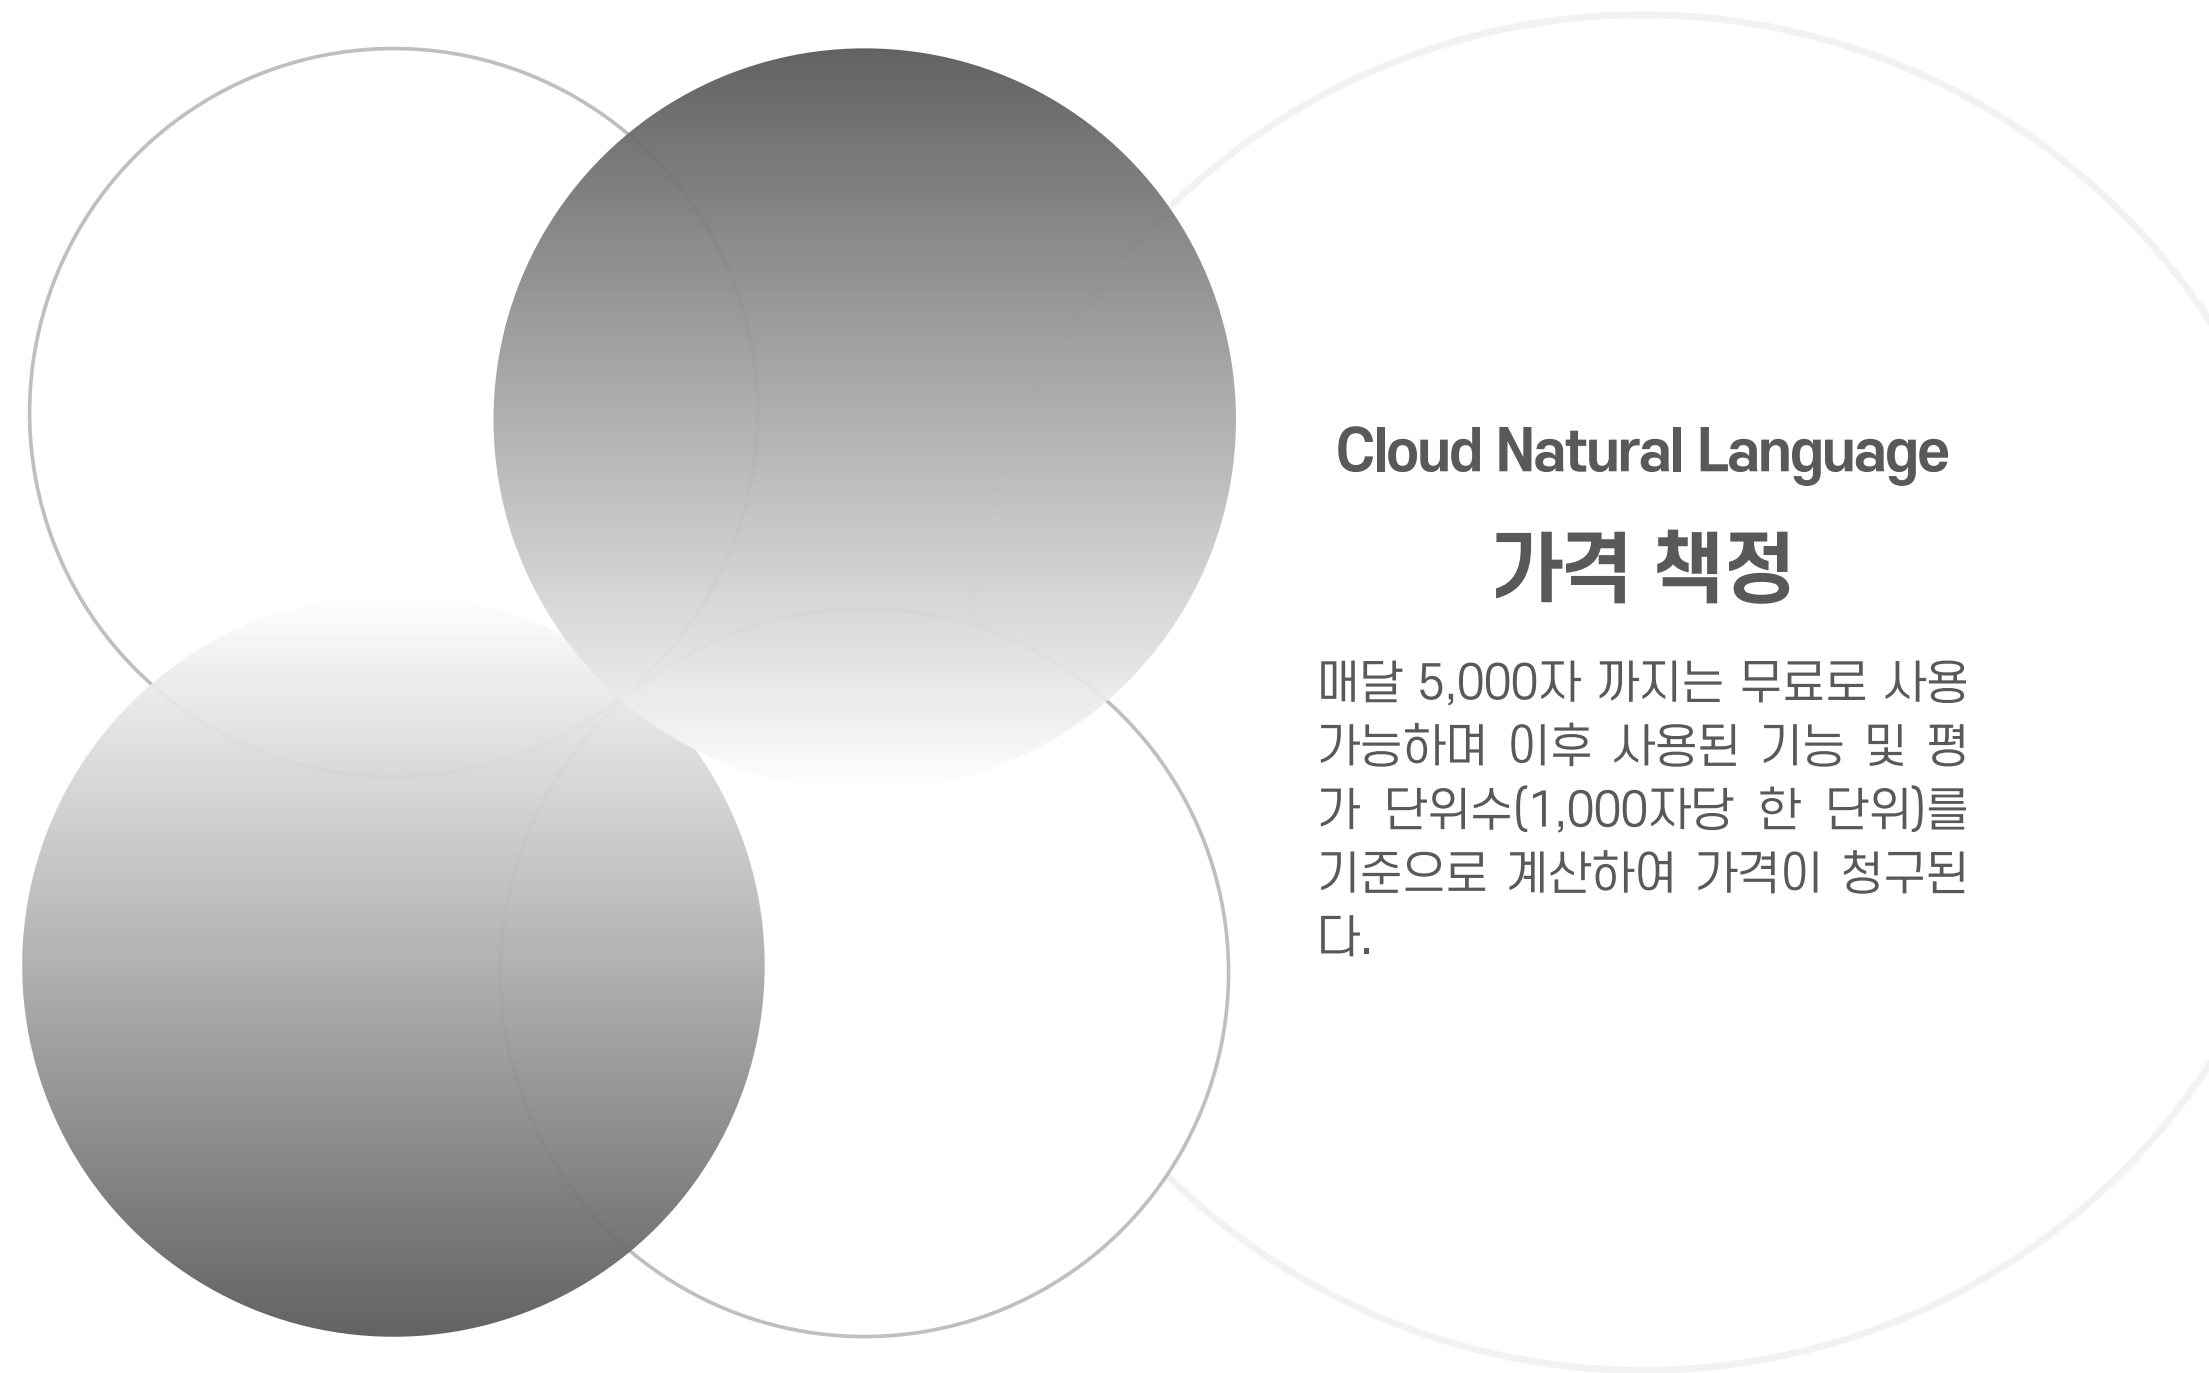 Cloud Natural Language
가격 책정
매달 5,000자 까지는 무료로 사용
가능하며 이후 사용된 기능 및 평
가 단위수(1,000자당 한 단위)를
기준으로 계산하여 가격이 청구된
다.